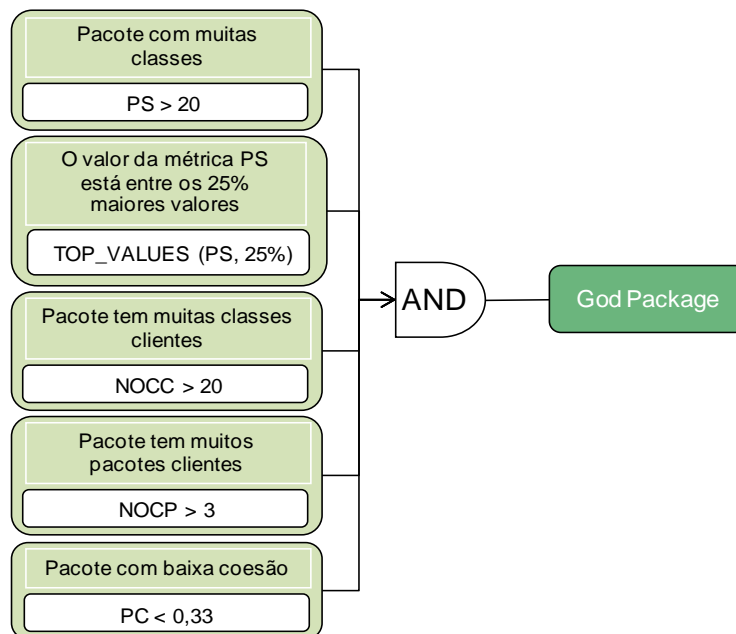 Pacote com muitas
classes
PS > 20
O valor da métrica PS
está entre os 25%
maiores valores
TOP_VALUES (PS, 25%)
Pacote tem muitas classes
clientes
NOCC > 20
Pacote tem muitos
pacotes clientes
NOCP > 3
Pacote com baixa coesão
PC < 0,33
AND
God Package